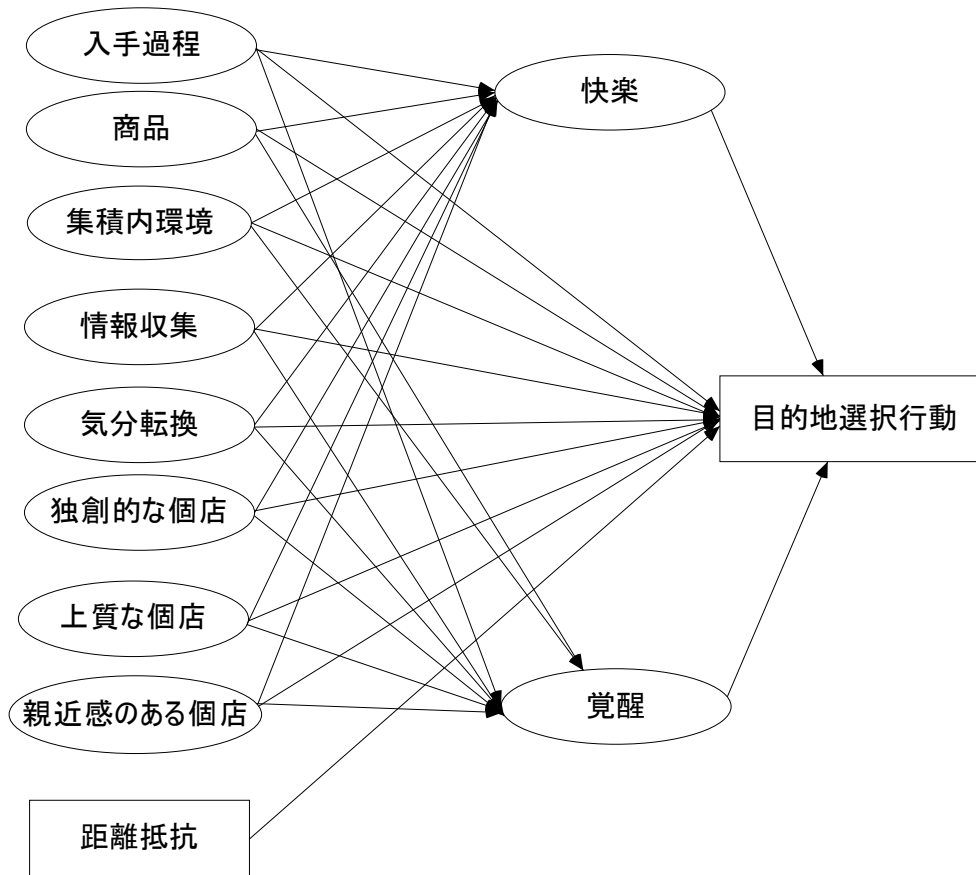 入手過程
商品
集積内環境
情報収集
気分転換
独創的な個店
上質な個店
親近感のある個店
距離抵抗
快楽
覚醒
目的地選択行動